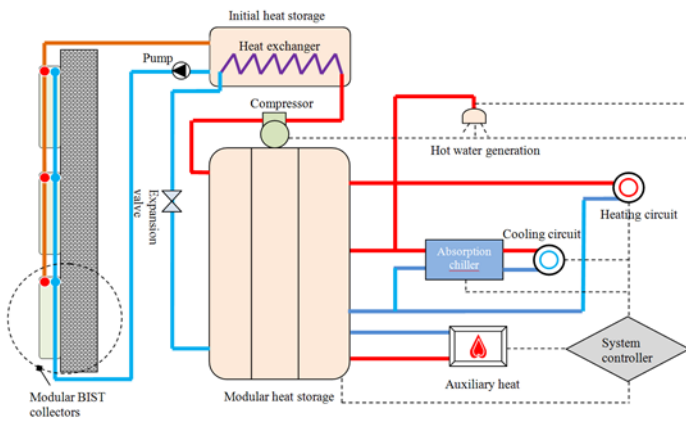 Initial heat storage
Heat exchanger
Pump
Compressor
Hot water generation
Expansion
valve
Heating circuit
Cooling circuit
Absorption
chiller
System
controller
Auxiliary heat
Modular BIST
collectors
Modular heat storage